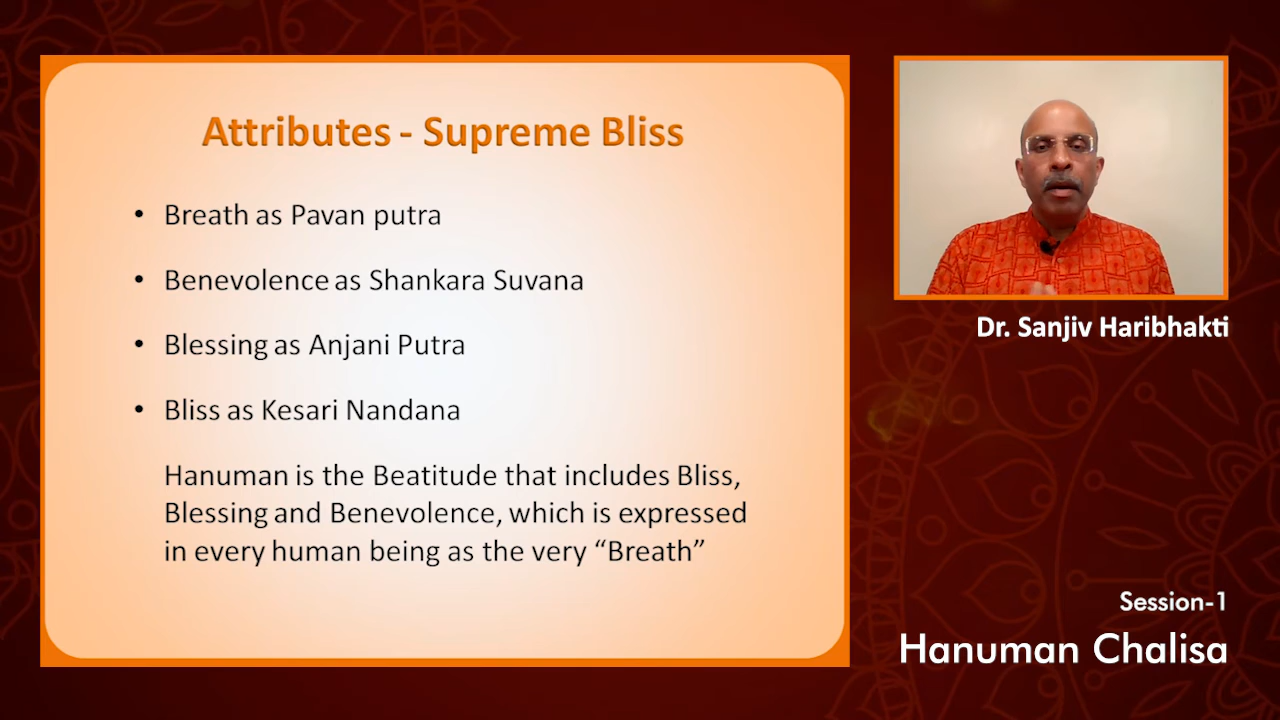 Attributes - Supreme Bliss
• Breath as Pavan putra
• Benevolence as Shankara Suvana
• Blessing as Anjani Putra
• Bliss as Kesari Nandana
Hanuman is the Beatitude that includes Bliss,
Blessing and Benevolence, which is expressed
in every human being as the very “Breath”
Dr. Sanjiv Haribhakti
Session-1
Hanuman Chalisa